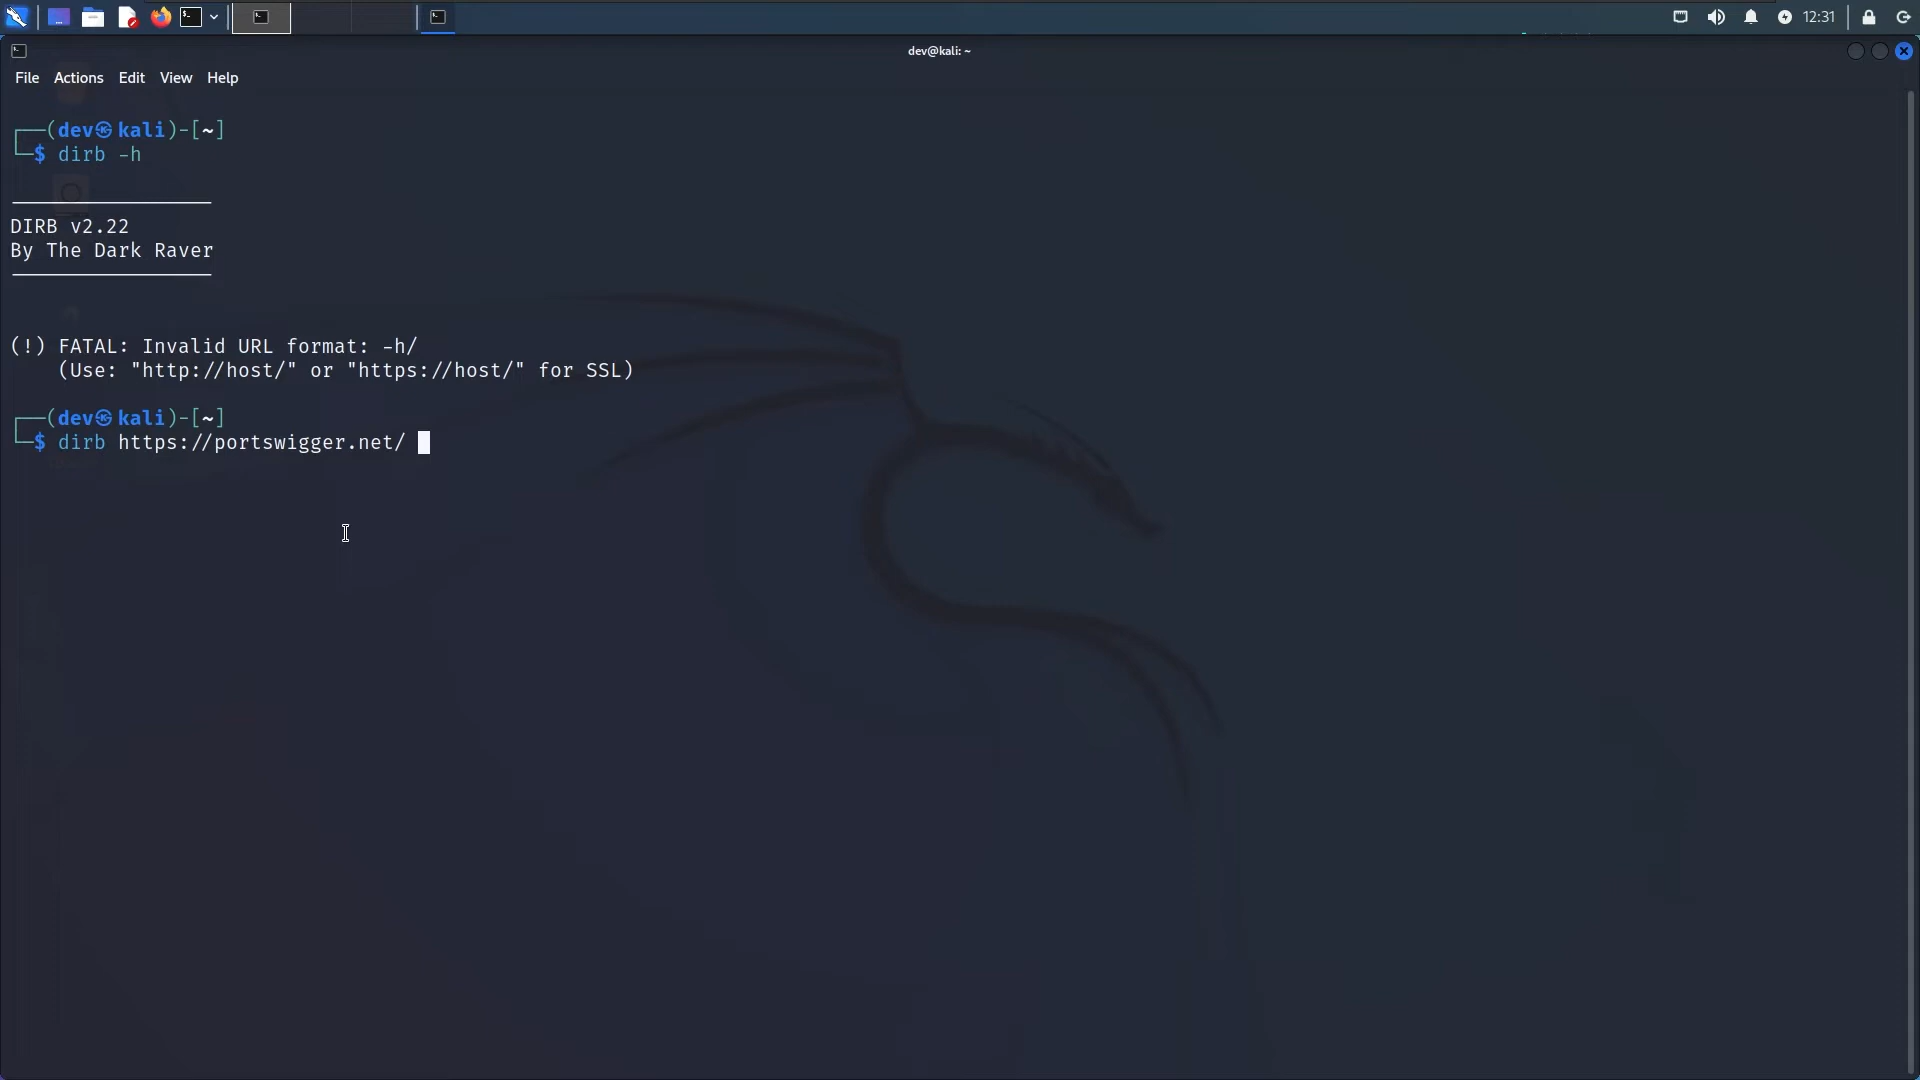 12:31
dev@kali: ~
File Actions Edit View Help
┌──(dev㉿kali)-[~]
└─$ dirb -h
DIRB v2.22
By The Dark Raver
(!) FATAL: Invalid URL format: -h/
(Use: "http://host/" or "https://host/" for SSL)
┌──(dev㉿kali)-[~]
└─$ dirb https://portswigger.net/